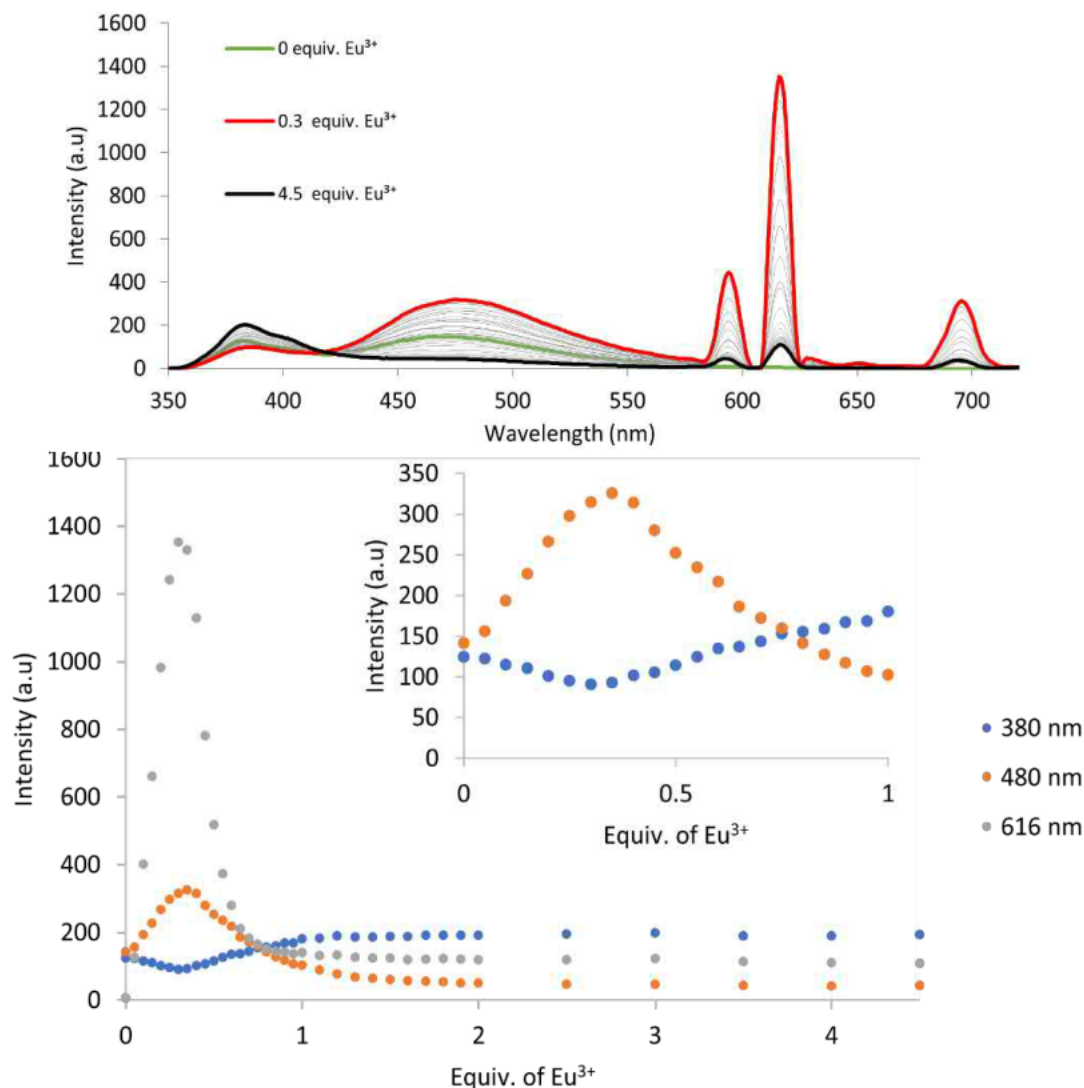 1600
1400
1200
1000
800
600
400
200
0
Intensity (a.u)
0 equiv. Eu³⁺
0.3 equiv. Eu³⁺
4.5 equiv. Eu³⁺
350 400 450 500 550 600 650 700
Wavelength (nm)
1600
1400
1200
1000
800
600
400
200
0
Intensity (a.u)
350
300
250
200
150
100
50
0
Intensity (a.u)
0 0.5 1
Equiv. of Eu³⁺
380 nm
480 nm
616 nm
0 1 2 3 4
Equiv. of Eu³⁺